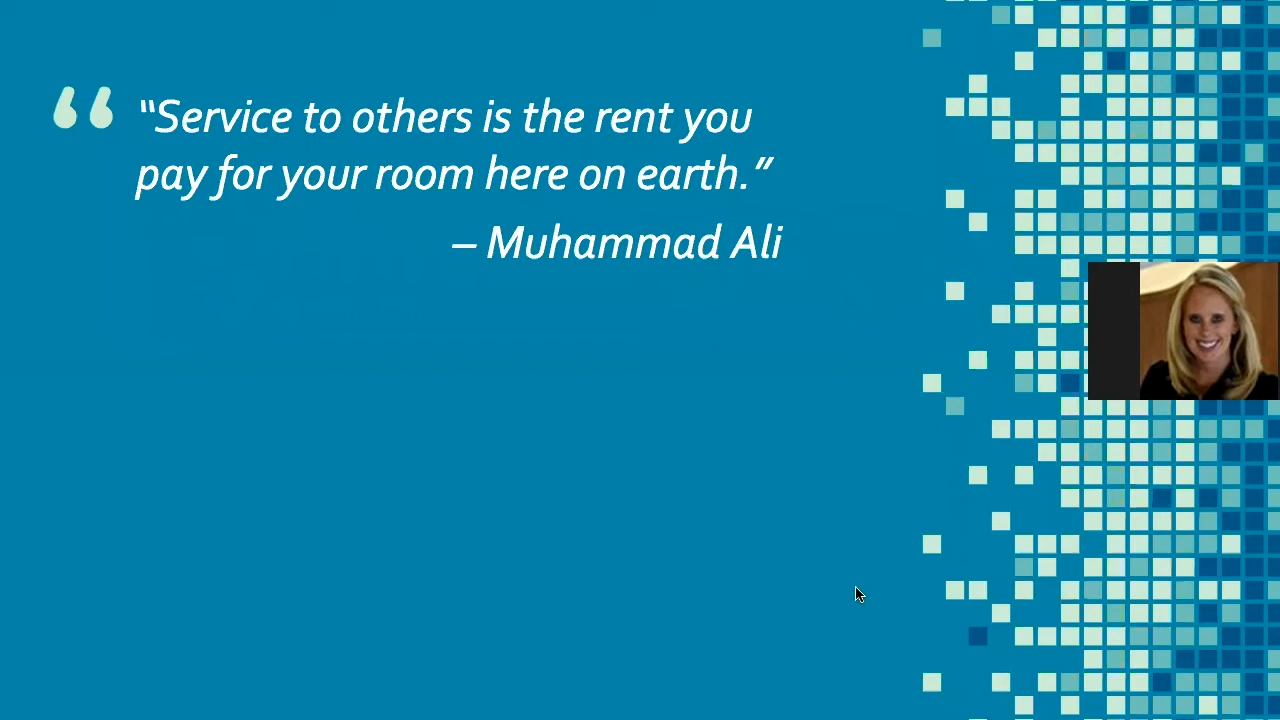 “Service to others is the rent you
pay for your room here on earth.”
– Muhammad Ali